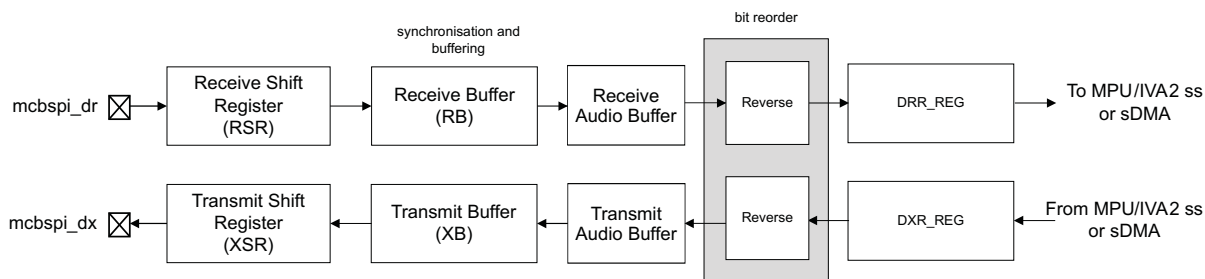 bit reorder
synchronisation and
buffering
mcbspi_dr
Receive Shift
Register
(RSR)
Receive Buffer
(RB)
Receive
Audio Buffer
Reverse
DRR_REG
To MPU/IVA2 ss
or sDMA
mcbspi_dx
Transmit Shift
Register
(XSR)
Transmit Buffer
(XB)
Transmit
Audio Buffer
Reverse
DXR_REG
From MPU/IVA2 ss
or sDMA